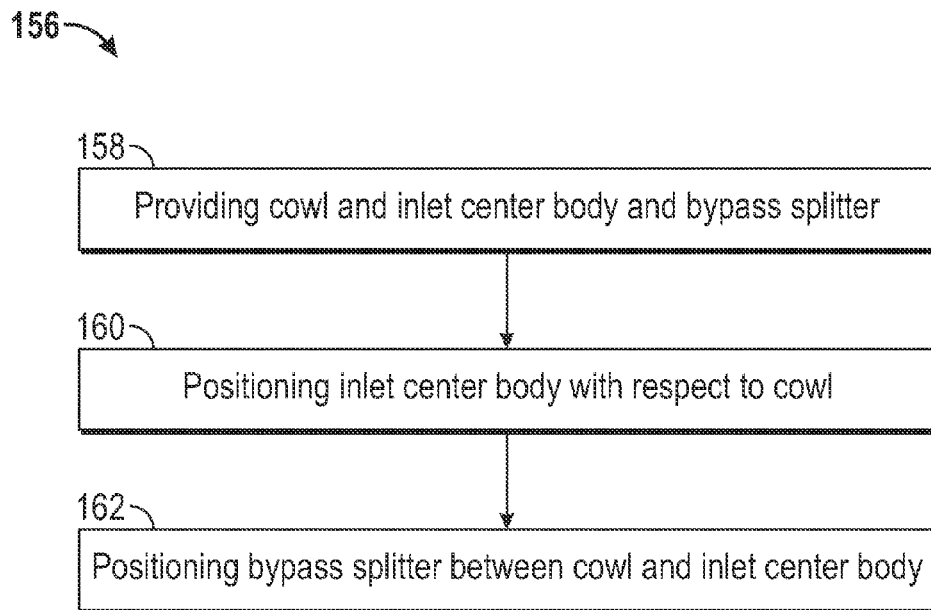 156
158
Providing cowl and inlet center body and bypass splitter
160
Positioning inlet center body with respect to cowl
162
Positioning bypass splitter between cowl and inlet center body